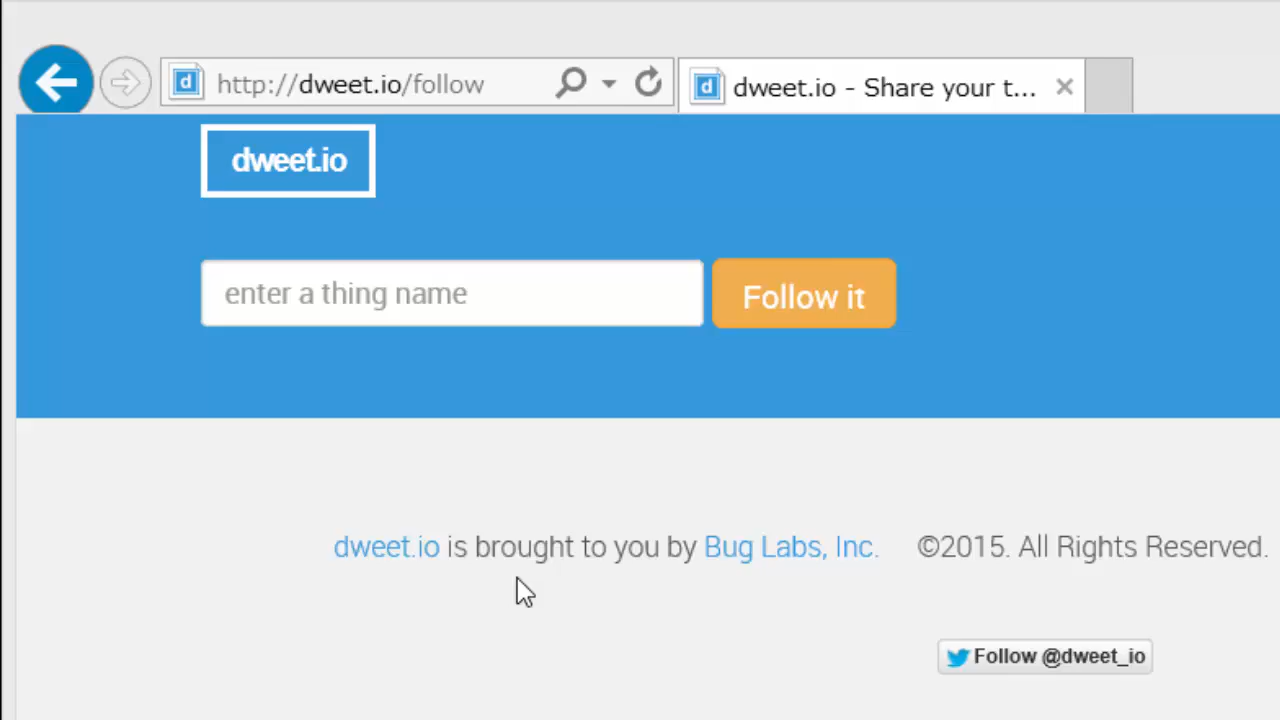 http://dweet.io/follow
dweet.io - Share your t...
dweet.io
enter a thing name
Follow it
dweet.io is brought to you by Bug Labs, Inc. ©2015. All Rights Reserved.
Follow @dweet_io